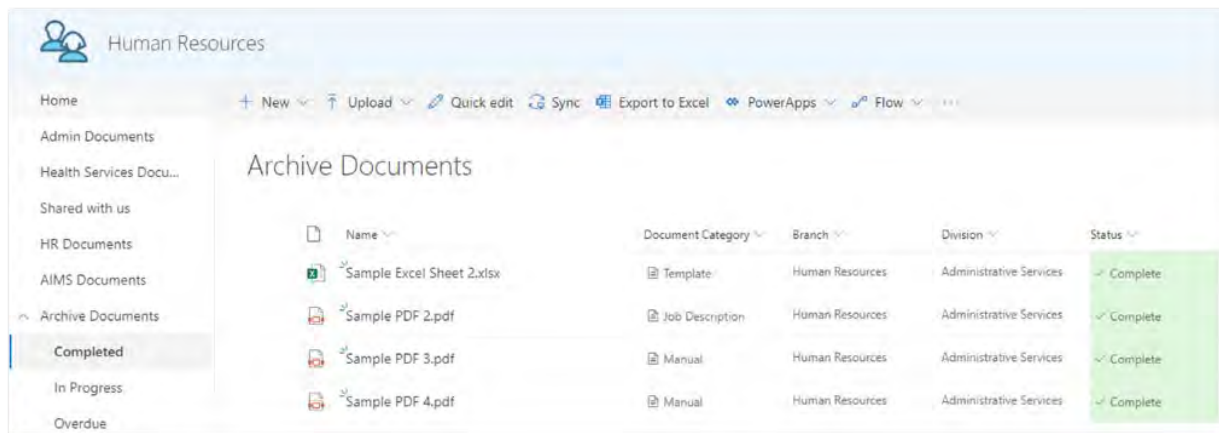 Human Resources
Home
+ New Upload Quick edit Sync Export to Excel PowerApps Flow ...
Admin Documents
Health Services Docu...
Shared with us
HR Documents
AIMS Documents
Archive Documents
Completed
In Progress
Overdue
Archive Documents
Name Document Category Branch Division Status
Sample Excel Sheet 2.xlsx Template Human Resources Administrative Services Complete
Sample PDF 2.pdf Job Description Human Resources Administrative Services Complete
Sample PDF 3.pdf Manual Human Resources Administrative Services Complete
Sample PDF 4.pdf Manual Human Resources Administrative Services Complete